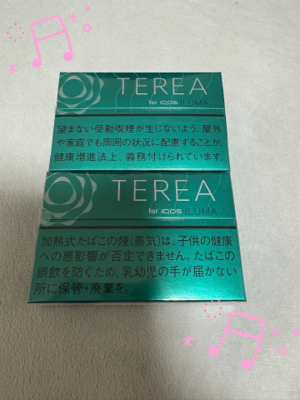 TEREA
for IQOS ILUMA
望まない受動喫煙が生じないよう、屋外
や家庭でも周囲の状況に配慮することが、
健康増進法上、義務付けられています。
TEREA
for IQOS ILUMA
加熱式たばこの煙(蒸気)は、子供の健康
への悪影響が否定できません。たばこの
誤飲を防ぐため、乳幼児の手が届かない
所に保管・廃棄を。